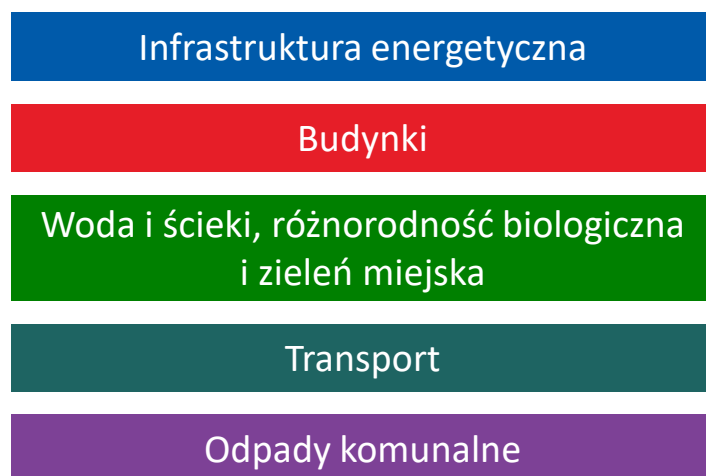 Infrastruktura energetyczna
Budynki
Woda i ścieki, różnorodność biologiczna
i zieleń miejska
Transport
Odpady komunalne